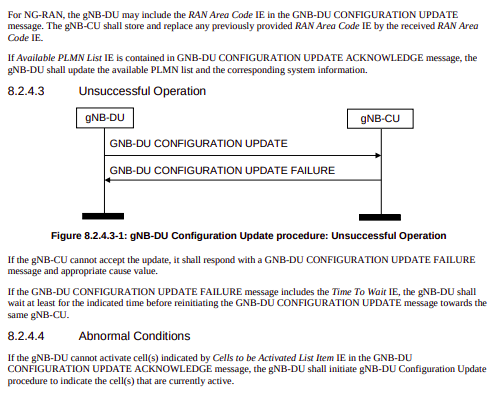 For NG-RAN, the gNB-DU may include the RAN Area Code IE in the GNB-DU CONFIGURATION UPDATE
message. The gNB-CU shall store and replace any previously provided RAN Area Code IE by the received RAN Area
Code IE.
If Available PLMN List IE is contained in GNB-DU CONFIGURATION UPDATE ACKNOWLEDGE message, the
gNB-DU shall update the available PLMN list and the corresponding system information.
8.2.4.3 Unsuccessful Operation
gNB-DU gNB-CU
GNB-DU CONFIGURATION UPDATE
GNB-DU CONFIGURATION UPDATE FAILURE
Figure 8.2.4.3-1: gNB-DU Configuration Update procedure: Unsuccessful Operation
If the gNB-CU cannot accept the update, it shall respond with a GNB-DU CONFIGURATION UPDATE FAILURE
message and appropriate cause value.
If the GNB-DU CONFIGURATION UPDATE FAILURE message includes the Time To Wait IE, the gNB-DU shall
wait at least for the indicated time before reinitiating the GNB-DU CONFIGURATION UPDATE message towards the
same gNB-CU.
8.2.4.4 Abnormal Conditions
If the gNB-DU cannot activate cell(s) indicated by Cells to be Activated List Item IE in the GNB-DU
CONFIGURATION UPDATE ACKNOWLEDGE message, the gNB-DU shall initiate gNB-DU Configuration Update
procedure to indicate the cell(s) that are currently active.